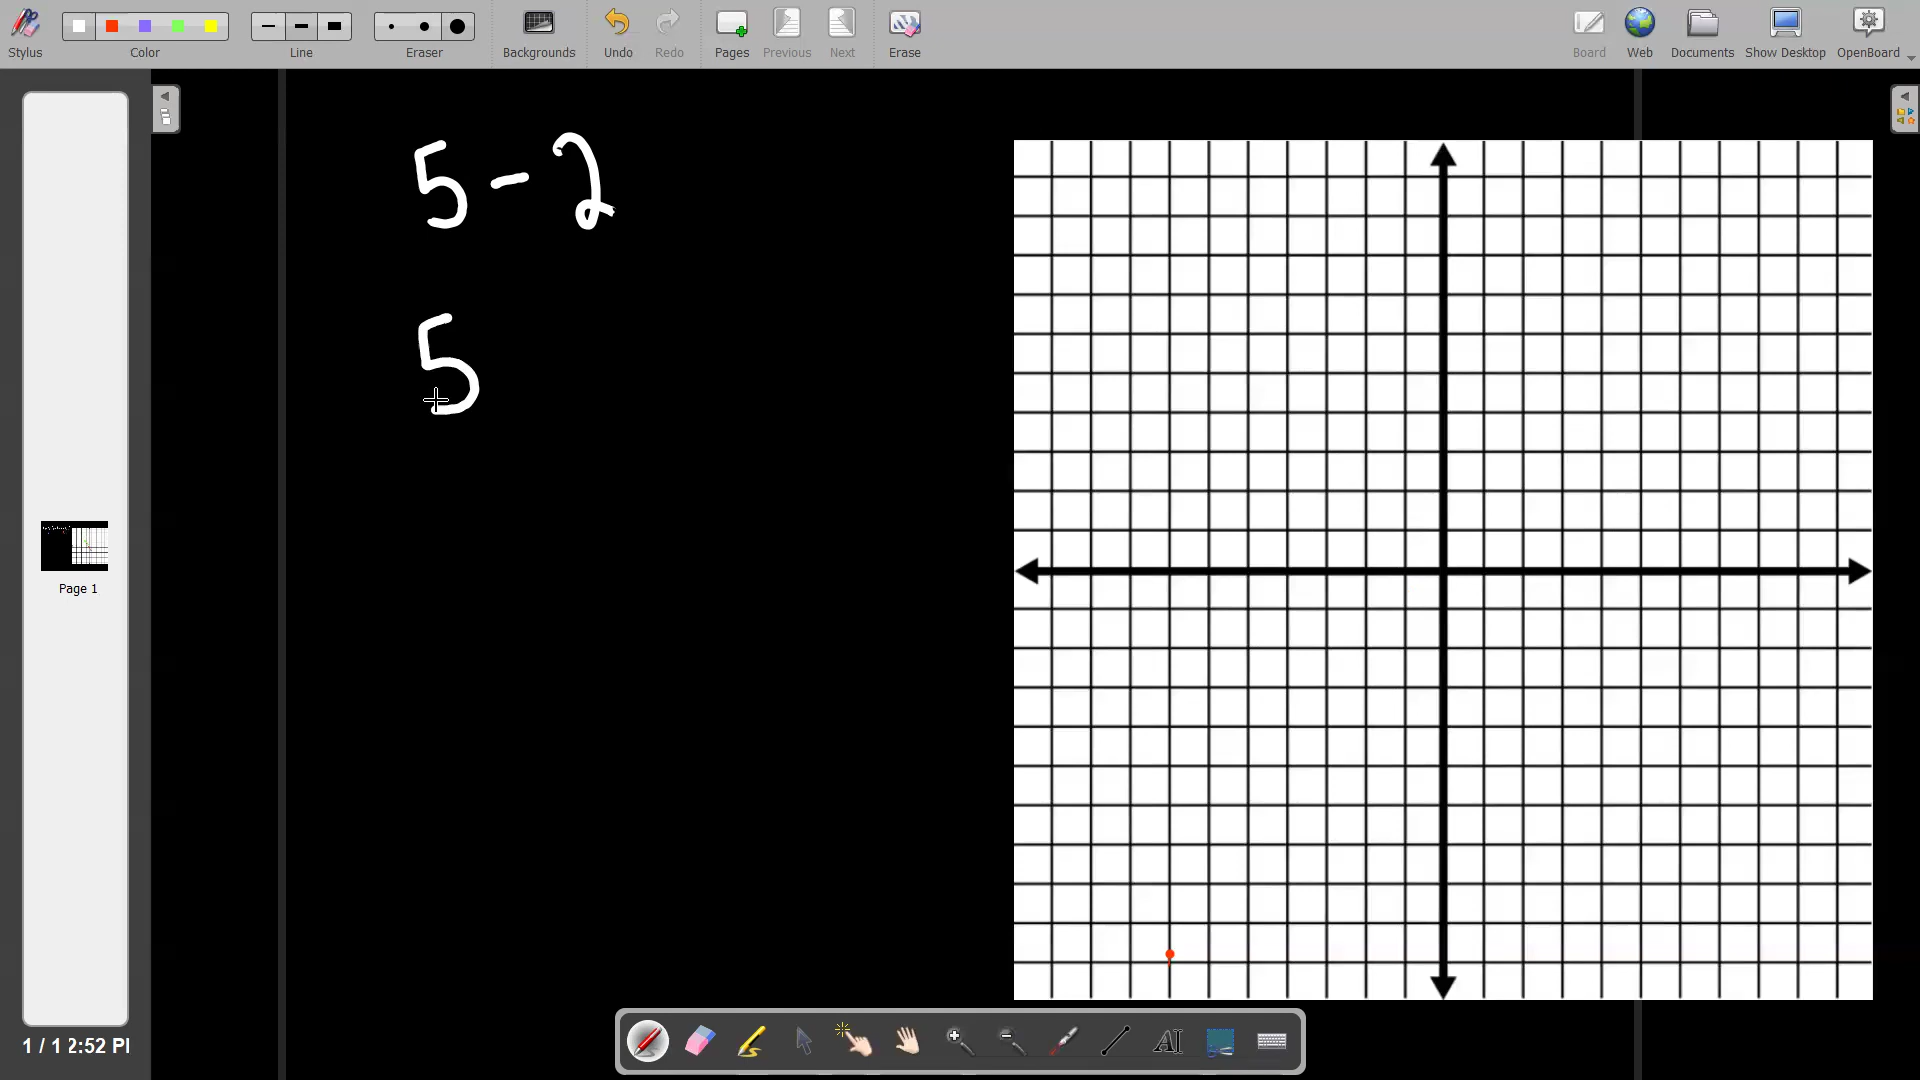 Stylus Color Line Eraser Backgrounds Undo Redo Pages Previous Next Erase Board Web Documents Show Desktop OpenBoard
5 - 2
5
Page 1
1 / 1 2:52 PI